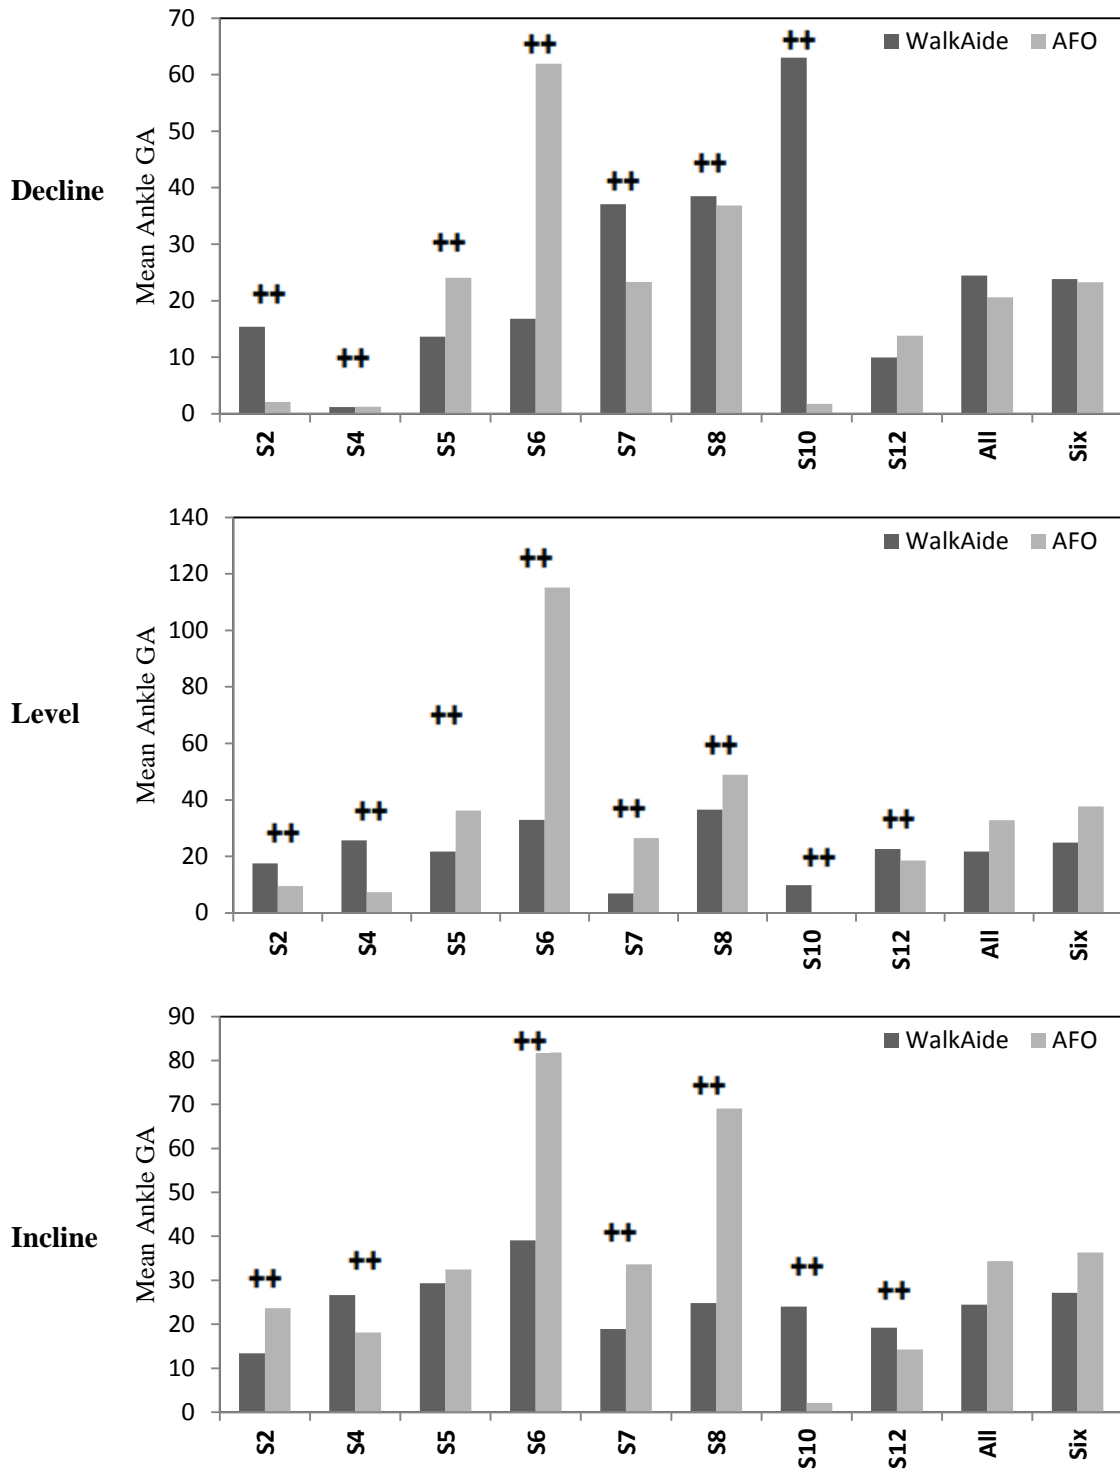 Decline
Mean Ankle GA
WalkAide AFO
70
60
50
40
30
20
10
0
++ ++ ++ ++ ++ ++ ++
S2 S4 S5 S6 S7 S8 S10 S12 All Six
Level
Mean Ankle GA
WalkAide AFO
140
120
100
80
60
40
20
0
++ ++ ++ ++ ++ ++ ++ ++
S2 S4 S5 S6 S7 S8 S10 S12 All Six
Incline
Mean Ankle GA
WalkAide AFO
90
80
70
60
50
40
30
20
10
0
++ ++ ++ ++ ++ ++ ++
S2 S4 S5 S6 S7 S8 S10 S12 All Six